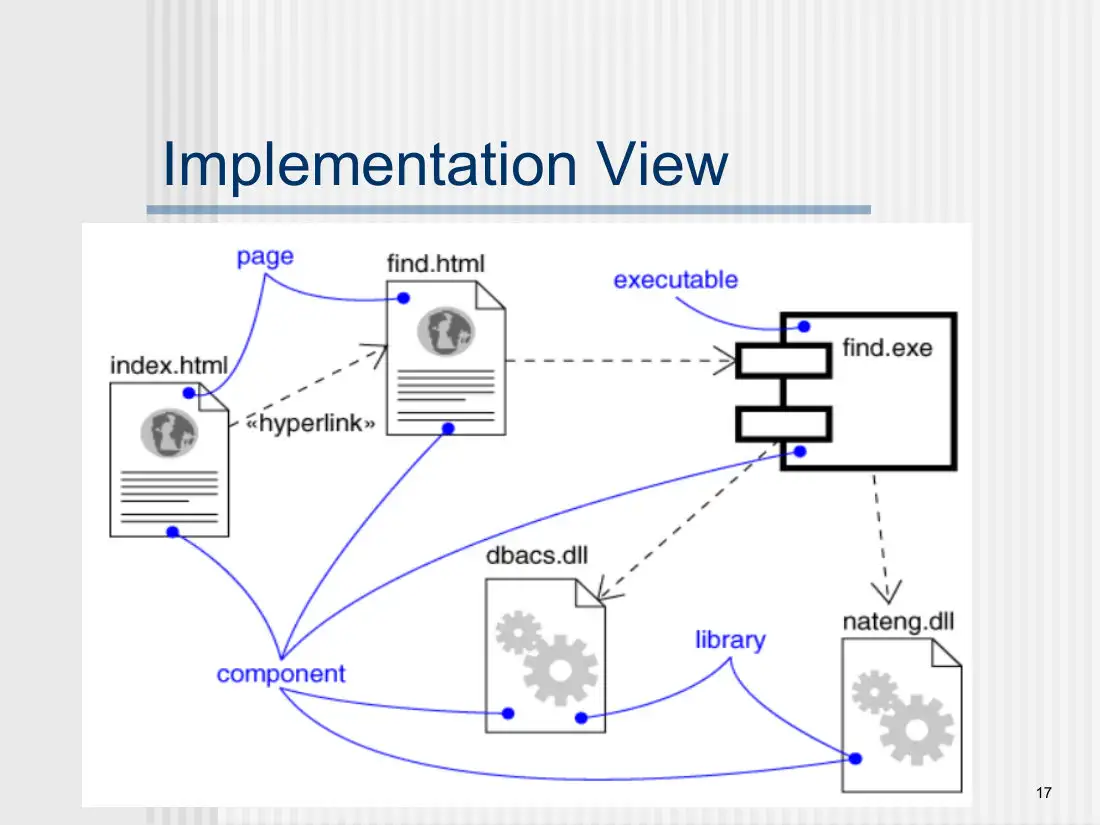 Implementation View
page
find.html
executable
find.exe
index.html
«hyperlink»
dbacs.dll
nateng.dll
library
component
17